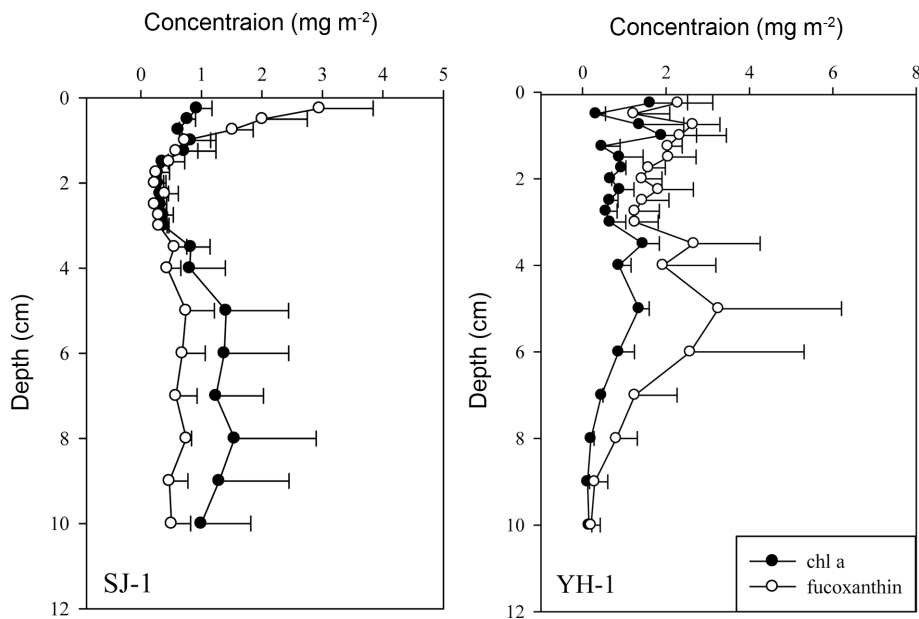 Concentraion (mg m-2)
0 1 2 3 4 5
0
2
4
6
8
10
12
Depth (cm)
SJ-1
Concentraion (mg m-2)
0 2 4 6 8
0
2
4
6
8
10
12
Depth (cm)
YH-1
chl a
fucoxanthin